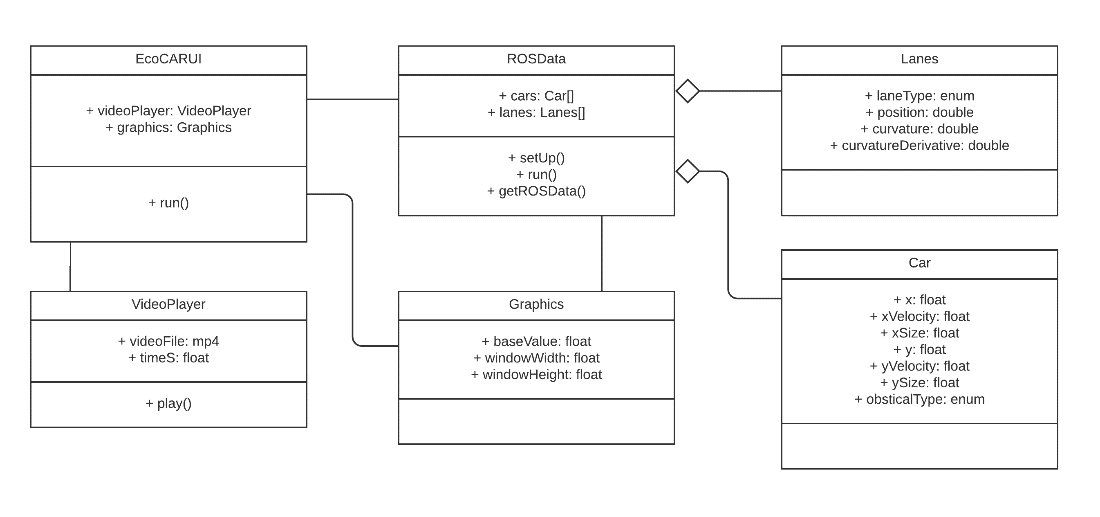 EcoCARUI
+ videoPlayer: VideoPlayer
+ graphics: Graphics
+ run()
ROSData
+ cars: Car[]
+ lanes: Lanes[]
+ setUp()
+ run()
+ getROSData()
Lanes
+ laneType: enum
+ position: double
+ curvature: double
+ curvatureDerivative: double
VideoPlayer
+ videoFile: mp4
+ timeS: float
+ play()
Graphics
+ baseValue: float
+ windowWidth: float
+ windowHeight: float
Car
+ x: float
+ xVelocity: float
+ xSize: float
+ y: float
+ yVelocity: float
+ ySize: float
+ obsticalType: enum